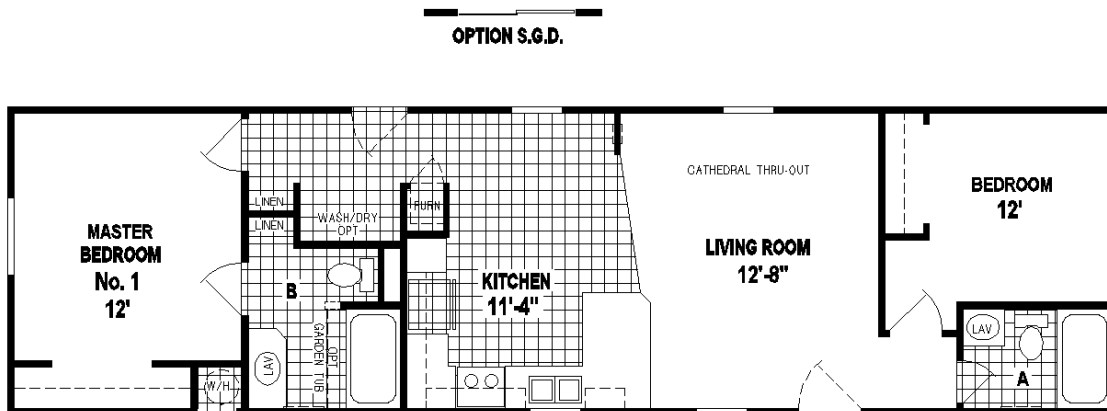 OPTION S.G.D.
CATHEDRAL THRU-OUT
BEDROOM
12'
LINEN
LINEN
WASH/DRY
OPT
FURN
MASTER
BEDROOM
No. 1
12'
LIVING ROOM
12'-8"
KITCHEN
11'-4"
B
LAV
OPT
GARDEN TUB
W/H
LAV
A